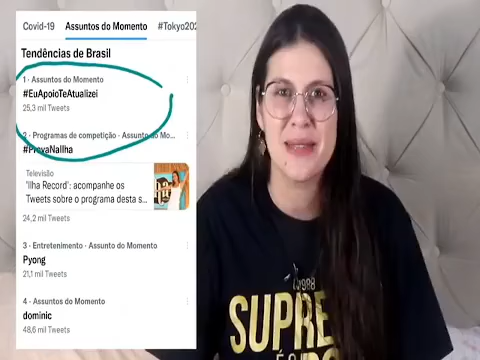 Covid-19 Assuntos do Momento #Tokyo202
Tendências de Brasil
1 · Assuntos do Momento
#EuApoioTeAtualizei
25,3 mil Tweets
2 · Programas de competição · Assunto do Mo...
#ProvaNaIlha
Televisão
'Ilha Record': acompanhe os
Tweets sobre o programa desta s...
24,2 mil Tweets
3 · Entretenimento · Assunto do Momento
Pyong
21,1 mil Tweets
4 · Assuntos do Momento
dominic
48,6 mil Tweets
1988
SUPRE
É O